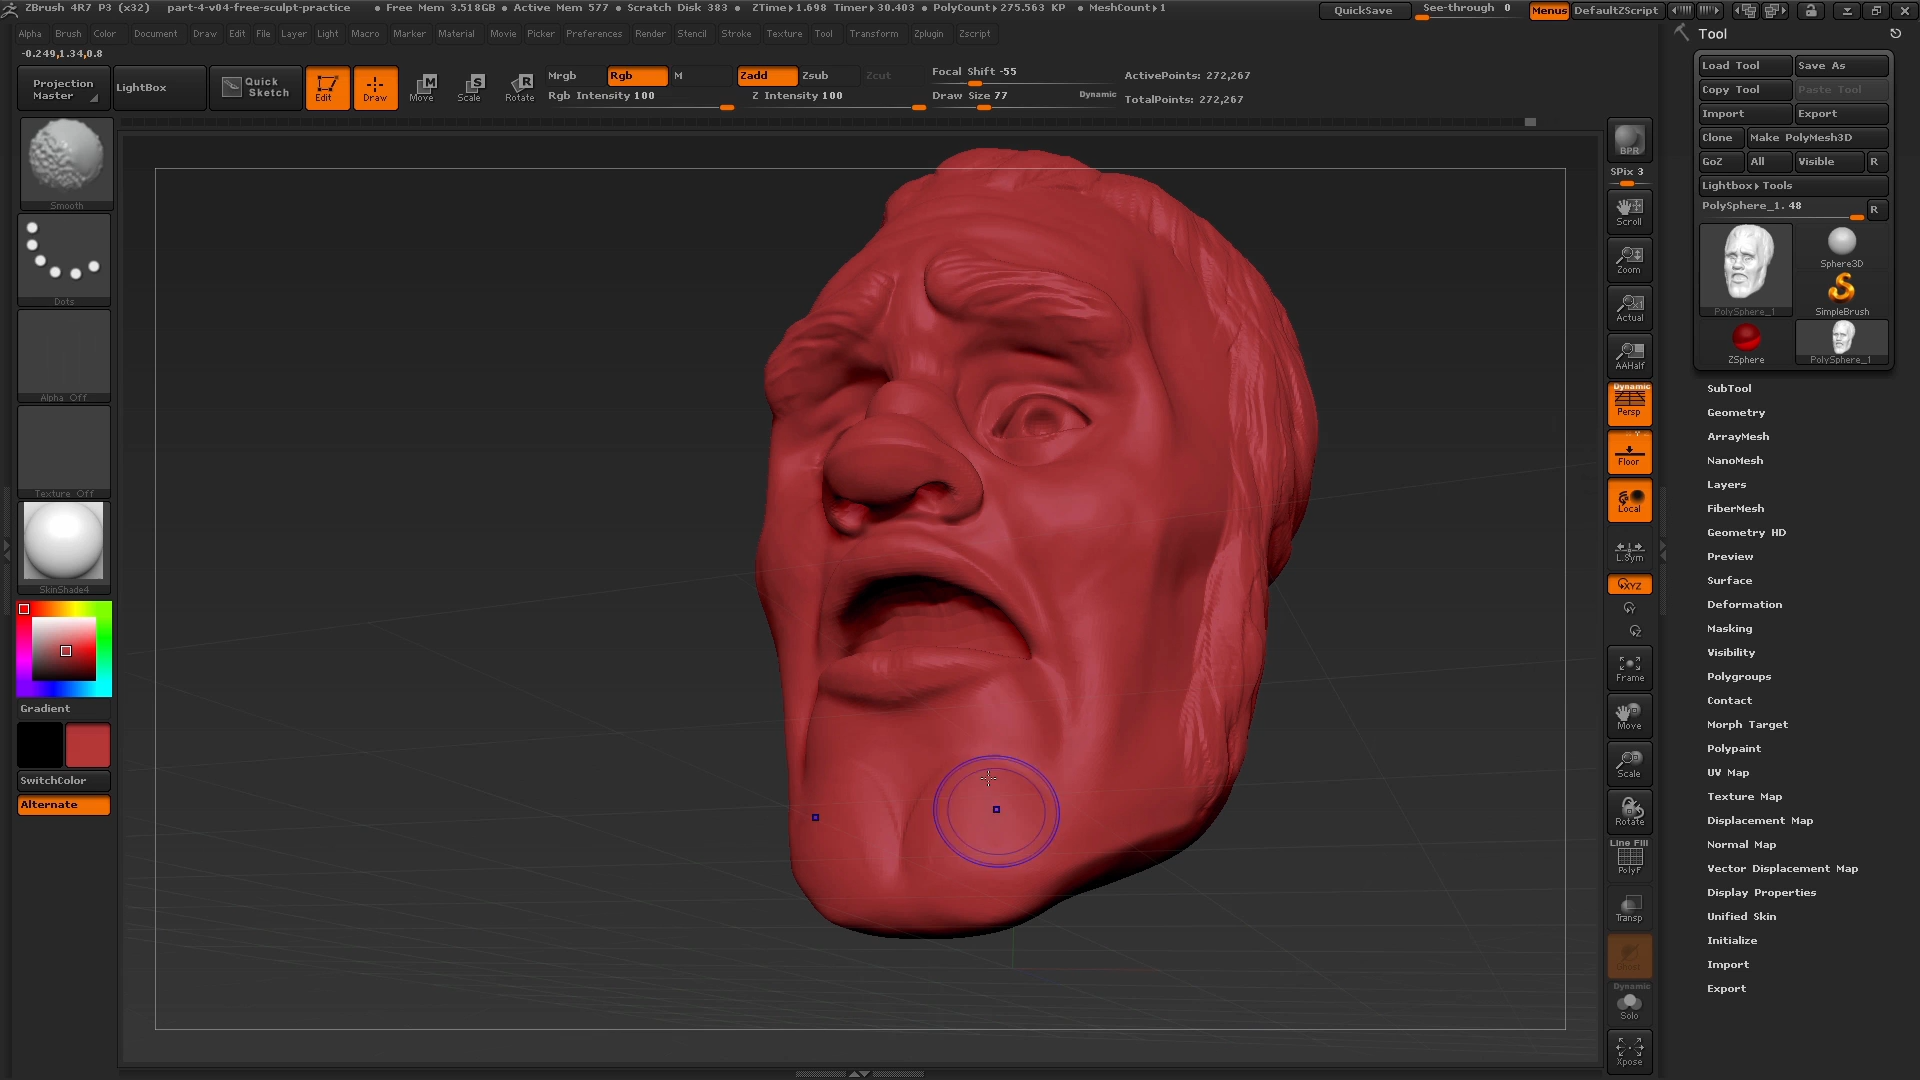 ZBrush 4R7 P3 (x32) part-4-v04-free-sculpt-practice • Free Mem 3.518GB • Active Mem 577 • Scratch Disk 383 • ZTime▸1.698 Timer▸30.403 • PolyCount▸275.563 KP • MeshCount▸1 QuickSave See-through 0 Menus DefaultZScript
Alpha Brush Color Document Draw Edit File Layer Light Macro Marker Material Movie Picker Preferences Render Stencil Stroke Texture Tool Transform Zplugin Zscript
-0.249,1.34,0.8
Projection Master
LightBox
Quick Sketch
Edit
Draw
Move
Scale
Rotate
Mrgb Rgb M
Rgb Intensity 100
Zadd Zsub Zcut
Z Intensity 100
Focal Shift -55
Draw Size 77
Dynamic
ActivePoints: 272,267
TotalPoints: 272,267
Smooth
Dots
Alpha Off
Texture Off
SkinShade4
Gradient
SwitchColor
Alternate
BPR
SPix 3
Scroll
Zoom
Actual
AAHalf
Dynamic
Persp
Floor
Local
L.Sym
XYZ
Y
Z
Frame
Move
Scale
Rotate
Line Fill
PolyF
Transp
Ghost
Dynamic
Solo
Xpose
Tool
Load Tool Save As
Copy Tool Paste Tool
Import Export
Clone Make PolyMesh3D
GoZ All Visible R
Lightbox▸Tools
PolySphere_1. 48 R
PolySphere_1
Sphere3D
SimpleBrush
ZSphere
PolySphere_1
SubTool
Geometry
ArrayMesh
NanoMesh
Layers
FiberMesh
Geometry HD
Preview
Surface
Deformation
Masking
Visibility
Polygroups
Contact
Morph Target
Polypaint
UV Map
Texture Map
Displacement Map
Normal Map
Vector Displacement Map
Display Properties
Unified Skin
Initialize
Import
Export